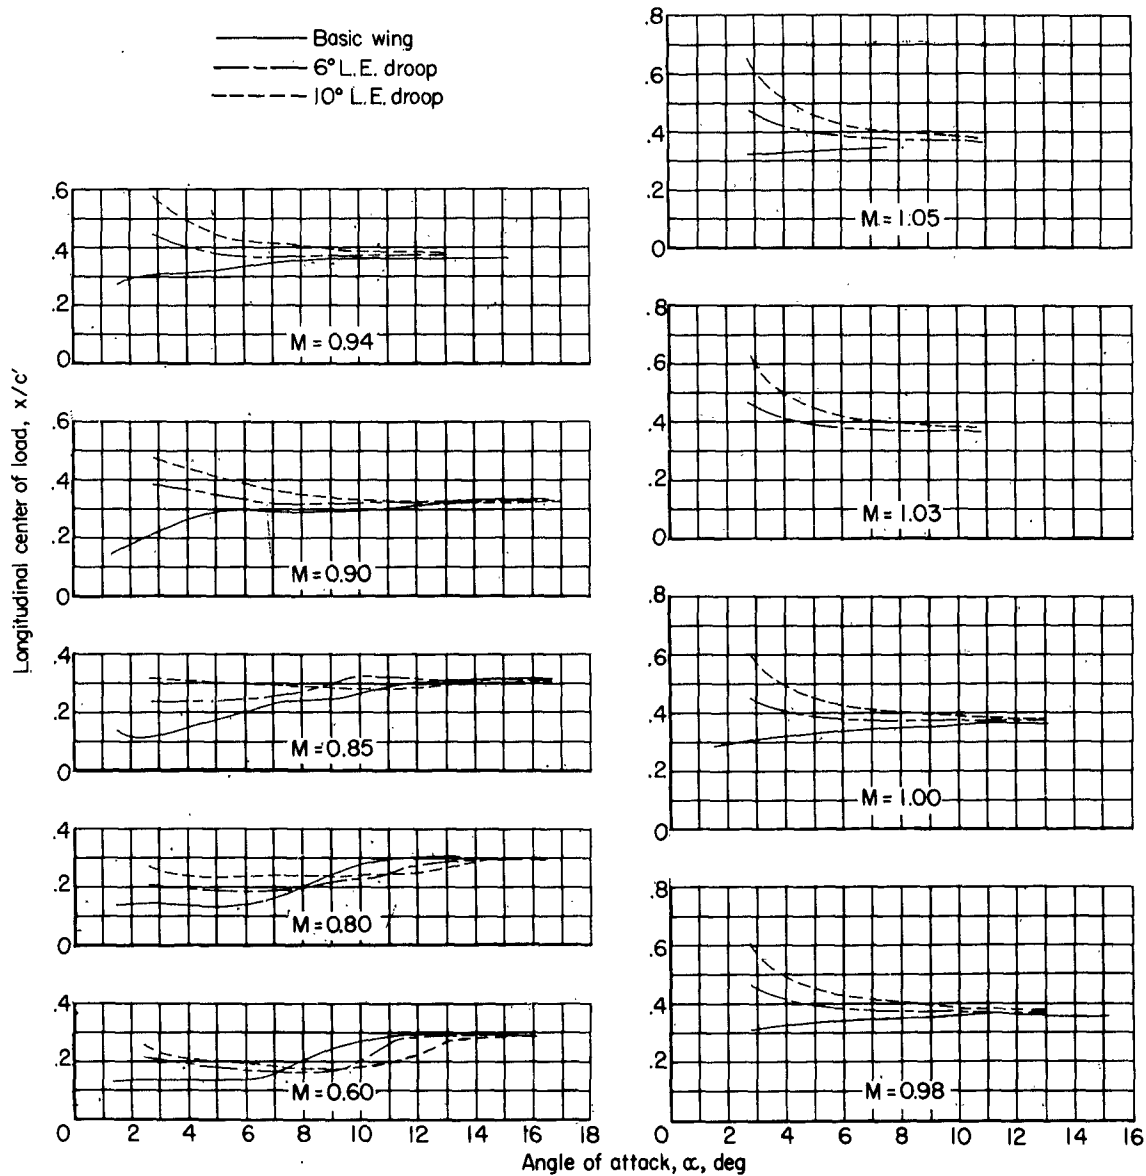 Basic wing
6° L.E. droop
10° L.E. droop
Longitudinal center of load, x/c'
.6
.4
.2
0
M = 0.94
.6
.4
.2
0
M = 0.90
.4
.2
0
M = 0.85
.4
.2
0
M = 0.80
.4
.2
0
M = 0.60
0 2 4 6 8 10 12 14 16 18
.8
.6
.4
.2
0
M = 1.05
.8
.6
.4
.2
0
M = 1.03
.8
.6
.4
.2
0
M = 1.00
.8
.6
.4
.2
M = 0.98
0 2 4 6 8 10 12 14 16
Angle of attack, α, deg